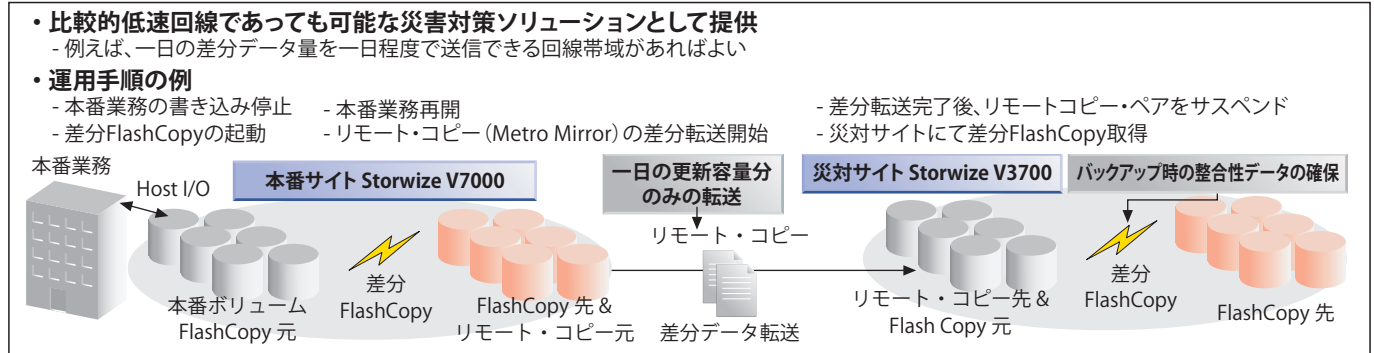 ・比較的低速回線であっても可能な災害対策ソリューションとして提供
- 例えば、一日の差分データ量を一日程度で送信できる回線帯域があればよい
・運用手順の例
- 本番業務の書き込み停止
- 差分FlashCopyの起動
- 本番業務再開
- リモート・コピー（Metro Mirror）の差分転送開始
- 差分転送完了後、リモートコピー・ペアをサスペンド
- 災対サイトにて差分FlashCopy取得
本番業務
Host I/O
本番サイト Storwize V7000
一日の更新容量分
のみの転送
災対サイト Storwize V3700
バックアップ時の整合性データの確保
リモート・コピー
差分
FlashCopy
本番ボリューム
FlashCopy 元
FlashCopy 先 &
リモート・コピー元
差分データ転送
リモート・コピー先 &
Flash Copy 元
差分
FlashCopy
FlashCopy 先